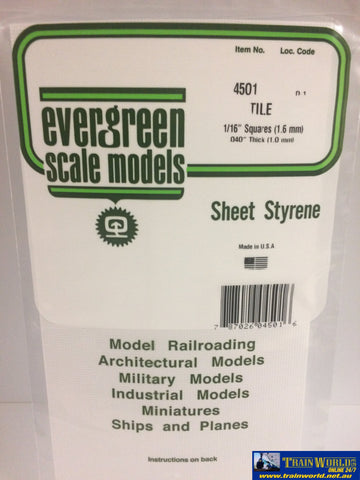 Item No. Loc. Code
4501
TILE
1/16" Squares (1.6 mm)
.040" Thick (1.0 mm)
evergreen
scale models
Sheet Styrene
Made in U.S.A
7 87026 04501 6
Model Railroading
Architectural Models
Military Models
Industrial Models
Miniatures
Ships and Planes
Instructions on back
TRAINWORLD
ONLINE 24/7
www.trainworld.net.au